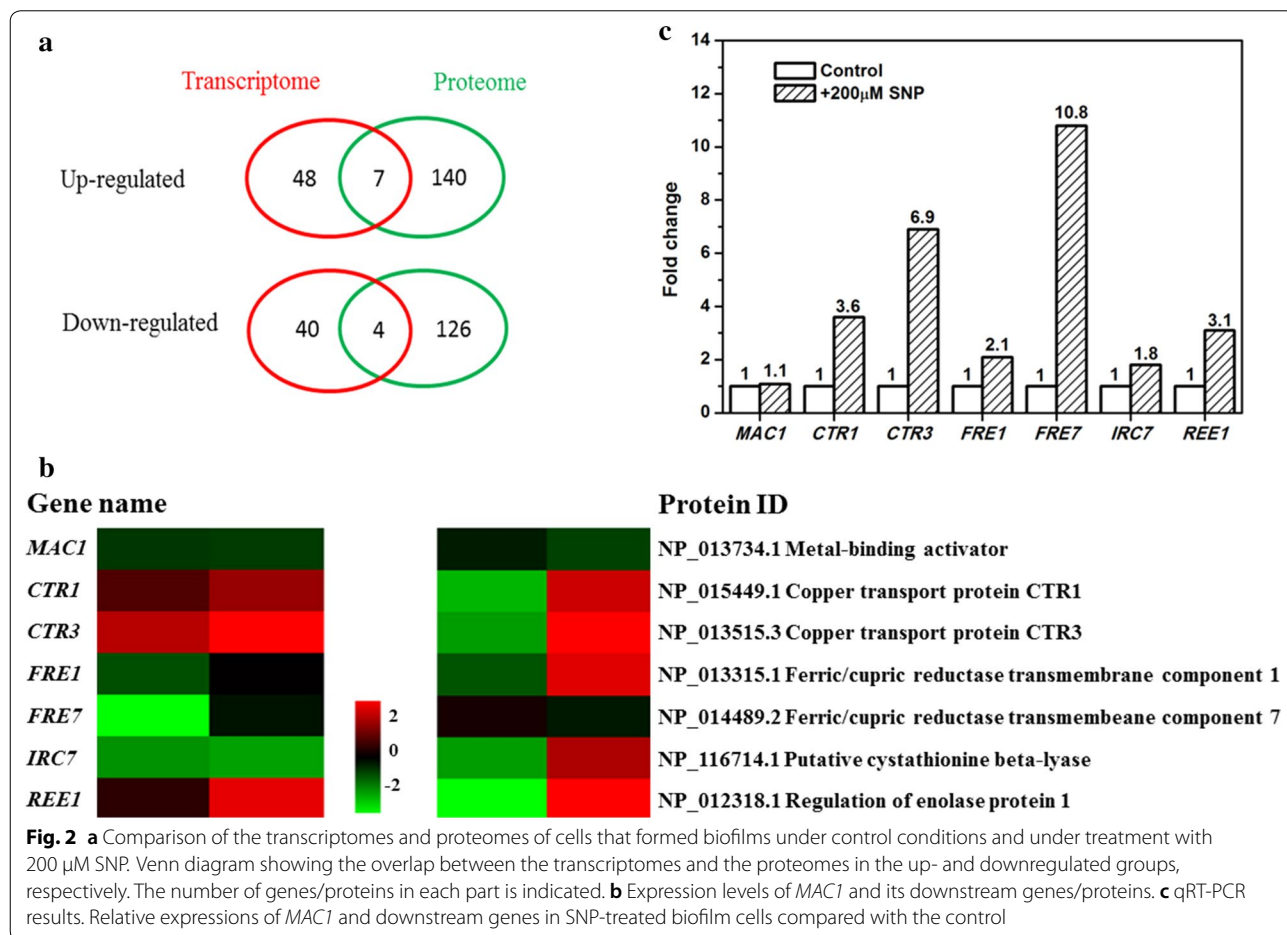 a
Transcriptome
Proteome
Up-regulated
48
7
140
Down-regulated
40
4
126
c
Fold change
14
12
10
8
6
4
2
0
Control
+200μM SNP
1
1.1
1
3.6
1
6.9
1
2.1
1
10.8
1
1.8
1
3.1
MAC1
CTR1
CTR3
FRE1
FRE7
IRC7
REE1
b
Gene name
Protein ID
MAC1
NP_013734.1 Metal-binding activator
CTR1
NP_015449.1 Copper transport protein CTR1
CTR3
NP_013515.3 Copper transport protein CTR3
FRE1
NP_013315.1 Ferric/cupric reductase transmembrane component 1
FRE7
NP_014489.2 Ferric/cupric reductase transmembeane component 7
IRC7
NP_116714.1 Putative cystathionine beta-lyase
REE1
NP_012318.1 Regulation of enolase protein 1
2
0
-2
Fig. 2 a Comparison of the transcriptomes and proteomes of cells that formed biofilms under control conditions and under treatment with
200 μM SNP. Venn diagram showing the overlap between the transcriptomes and the proteomes in the up- and downregulated groups,
respectively. The number of genes/proteins in each part is indicated. b Expression levels of MAC1 and its downstream genes/proteins. c qRT-PCR
results. Relative expressions of MAC1 and downstream genes in SNP-treated biofilm cells compared with the control